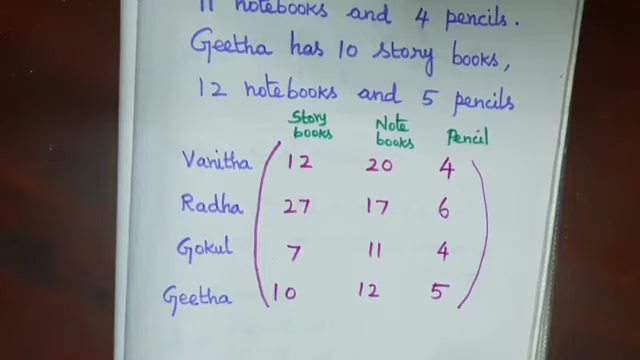 11 notebooks and 4 pencils.
Geetha has 10 story books,
12 notebooks and 5 pencils
Story books Note books Pencil
Vanitha 12 20 4
Radha 27 17 6
Gokul 7 11 4
Geetha 10 12 5